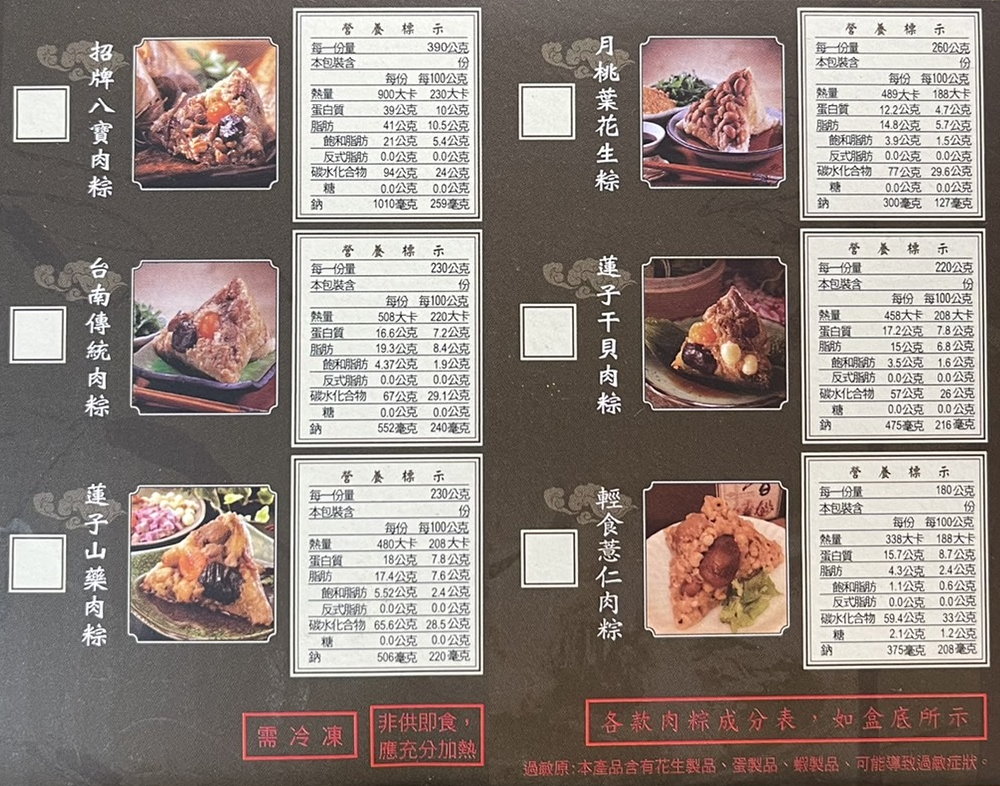 招牌八寶肉粽
營養標示
每一份量 390公克
本包裝含 份
每份 每100公克
熱量 900大卡 230大卡
蛋白質 39公克 10公克
脂肪 41公克 10.5公克
飽和脂肪 21公克 5.4公克
反式脂肪 0.0公克 0.0公克
碳水化合物 94公克 24公克
糖 0.0公克 0.0公克
鈉 1010毫克 259毫克
月桃葉花生粽
營養標示
每一份量 260公克
本包裝含 份
每份 每100公克
熱量 489大卡 188大卡
蛋白質 12.2公克 4.7公克
脂肪 14.8公克 5.7公克
飽和脂肪 3.9公克 1.5公克
反式脂肪 0.0公克 0.0公克
碳水化合物 77公克 29.6公克
糖 0.0公克 0.0公克
鈉 300毫克 127毫克
台南傳統肉粽
營養標示
每一份量 230公克
本包裝含 份
每份 每100公克
熱量 508大卡 220大卡
蛋白質 16.6公克 7.2公克
脂肪 19.3公克 8.4公克
飽和脂肪 4.37公克 1.9公克
反式脂肪 0.0公克 0.0公克
碳水化合物 67公克 29.1公克
糖 0.0公克 0.0公克
鈉 552毫克 240毫克
蓮子干貝肉粽
營養標示
每一份量 220公克
本包裝含 份
每份 每100公克
熱量 458大卡 208大卡
蛋白質 17.2公克 7.8公克
脂肪 15公克 6.8公克
飽和脂肪 3.5公克 1.6公克
反式脂肪 0.0公克 0.0公克
碳水化合物 57公克 26公克
糖 0.0公克 0.0公克
鈉 475毫克 216毫克
蓮子山藥肉粽
營養標示
每一份量 230公克
本包裝含 份
每份 每100公克
熱量 480大卡 208大卡
蛋白質 18公克 7.8公克
脂肪 17.4公克 7.6公克
飽和脂肪 5.52公克 2.4公克
反式脂肪 0.0公克 0.0公克
碳水化合物 65.6公克 28.5公克
糖 0.0公克 0.0公克
鈉 506毫克 220毫克
輕食薏仁肉粽
營養標示
每一份量 180公克
本包裝含 份
每份 每100公克
熱量 338大卡 188大卡
蛋白質 15.7公克 8.7公克
脂肪 4.3公克 2.4公克
飽和脂肪 1.1公克 0.6公克
反式脂肪 0.0公克 0.0公克
碳水化合物 59.4公克 33公克
糖 2.1公克 1.2公克
鈉 375毫克 208毫克
需冷凍
非供即食，
應充分加熱
各款肉粽成分表，如盒底所示
過敏原:本產品含有花生製品、蛋製品、蝦製品、可能導致過敏症狀。